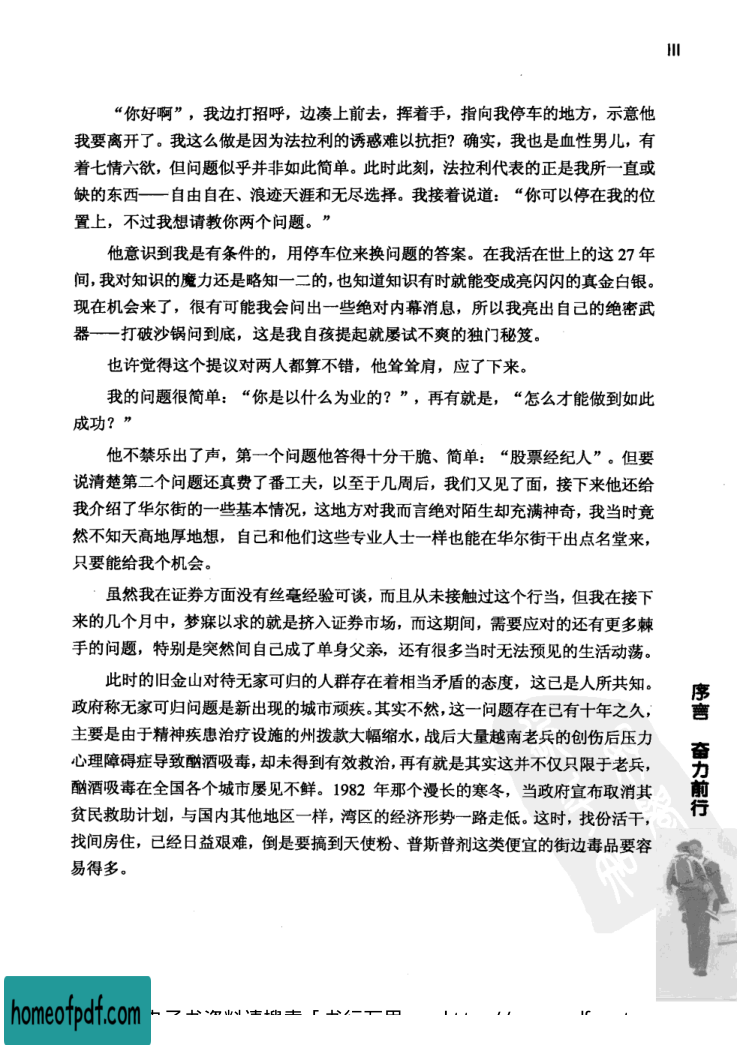 III
“你好啊”，我边打招呼，边凑上前去，挥着手，指向我停车的地方，示意他
我要离开了。我这么做是因为法拉利的诱惑难以抗拒？确实，我也是血性男儿，有
着七情六欲，但问题似乎并非如此简单。此时此刻，法拉利代表的正是我所一直或
缺的东西——自由自在、浪迹天涯和无尽选择。我接着说道：“你可以停在我的位
置上，不过我想请教你两个问题。”
他意识到我是有条件的，用停车位来换问题的答案。在我活在世上的这 27 年
间，我对知识的魔力还是略知一二的，也知道知识有时就能变成亮闪闪的真金白银。
现在机会来了，很有可能我会问出一些绝对内幕消息，所以我亮出自己的绝密武
器——打破沙锅问到底，这是我自孩提起就屡试不爽的独门秘笈。
也许觉得这个提议对两人都算不错，他耸耸肩，应了下来。
我的问题很简单：“你是以什么为业的？”，再有就是，“怎么才能做到如此
成功？”
他不禁乐出了声，第一个问题他答得十分干脆、简单：“股票经纪人”。但要
说清楚第二个问题还真费了番工夫，以至于几周后，我们又见了面，接下来他还给
我介绍了华尔街的一些基本情况，这地方对我而言绝对陌生却充满神奇，我当时竟
然不知天高地厚地想，自己和他们这些专业人士一样也能在华尔街干出点名堂来，
只要能给我个机会。
虽然我在证券方面没有丝毫经验可谈，而且从未接触过这个行当，但我在接下
来的几个月中，梦寐以求的就是挤入证券市场，而这期间，需要应对的还有更多棘
手的问题，特别是突然间自己成了单身父亲，还有很多当时无法预见的生活动荡。
此时的旧金山对待无家可归的人群存在着相当矛盾的态度，这已是人所共知。
政府称无家可归问题是新出现的城市顽疾。其实不然，这一问题存在已有十年之久，
主要是由于精神疾患治疗设施的州拨款大幅缩水，战后大量越南老兵的创伤后压力
心理障碍症导致酗酒吸毒，却未得到有效救治，再有就是其实这并不仅只限于老兵，
酗酒吸毒在全国各个城市屡见不鲜。1982 年那个漫长的寒冬，当政府宣布取消其
贫民救助计划，与国内其他地区一样，湾区的经济形势一路走低。这时，找份活干，
找间房住，已经日益艰难，倒是要搞到天使粉、普斯普剂这类便宜的街边毒品要容
易得多。
序言 奋力前行
homeofpdf.com